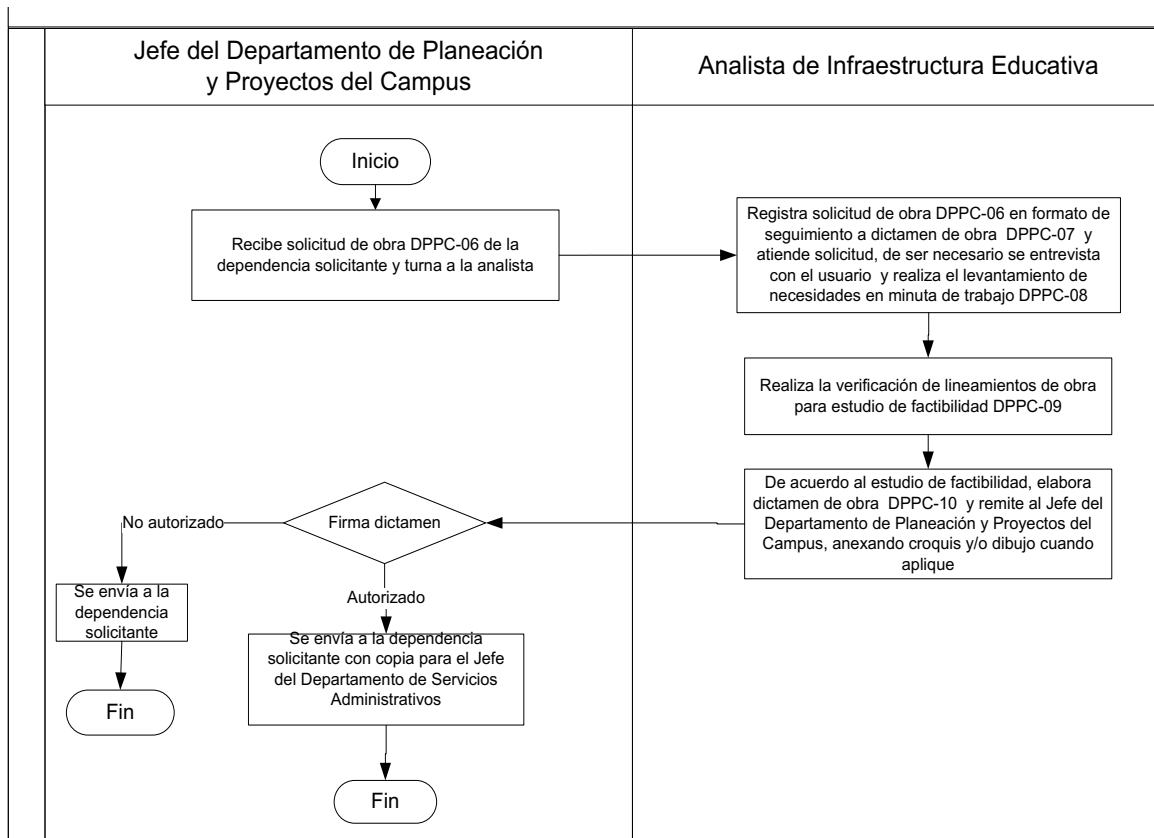 Jefe del Departamento de Planeación
y Proyectos del Campus
Analista de Infraestructura Educativa
Inicio
Recibe solicitud de obra DPPC-06 de la
dependencia solicitante y turna a la analista
Registra solicitud de obra DPPC-06 en formato de
seguimiento a dictamen de obra DPPC-07 y
atiende solicitud, de ser necesario se entrevista
con el usuario y realiza el levantamiento de
necesidades en minuta de trabajo DPPC-08
Realiza la verificación de lineamientos de obra
para estudio de factibilidad DPPC-09
De acuerdo al estudio de factibilidad, elabora
dictamen de obra DPPC-10 y remite al Jefe del
Departamento de Planeación y Proyectos del
Campus, anexando croquis y/o dibujo cuando
aplique
Firma dictamen
No autorizado
Se envía a la
dependencia
solicitante
Fin
Autorizado
Se envía a la dependencia
solicitante con copia para el Jefe
del Departamento de Servicios
Administrativos
Fin